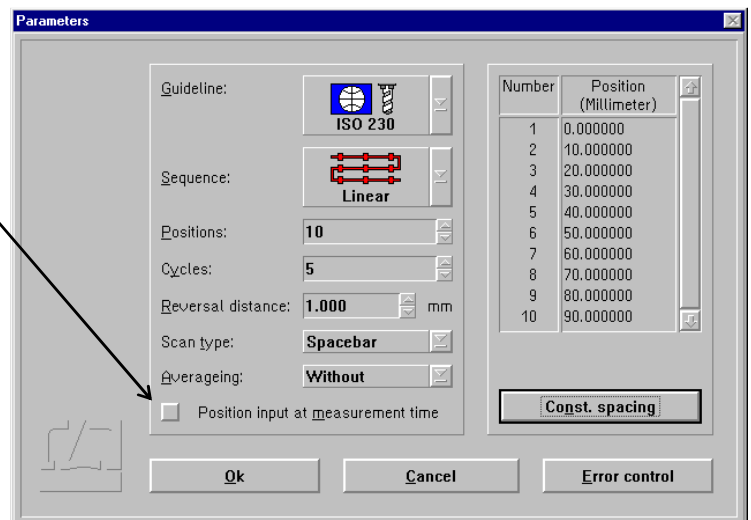 Parameters
Guideline:
ISO 230
Sequence:
Linear
Positions: 10
Cycles: 5
Reversal distance: 1.000 mm
Scan type: Spacebar
Averageing: Without
Position input at measurement time
Number Position (Millimeter)
1 0.000000
2 10.000000
3 20.000000
4 30.000000
5 40.000000
6 50.000000
7 60.000000
8 70.000000
9 80.000000
10 90.000000
Const. spacing
Ok Cancel Error control